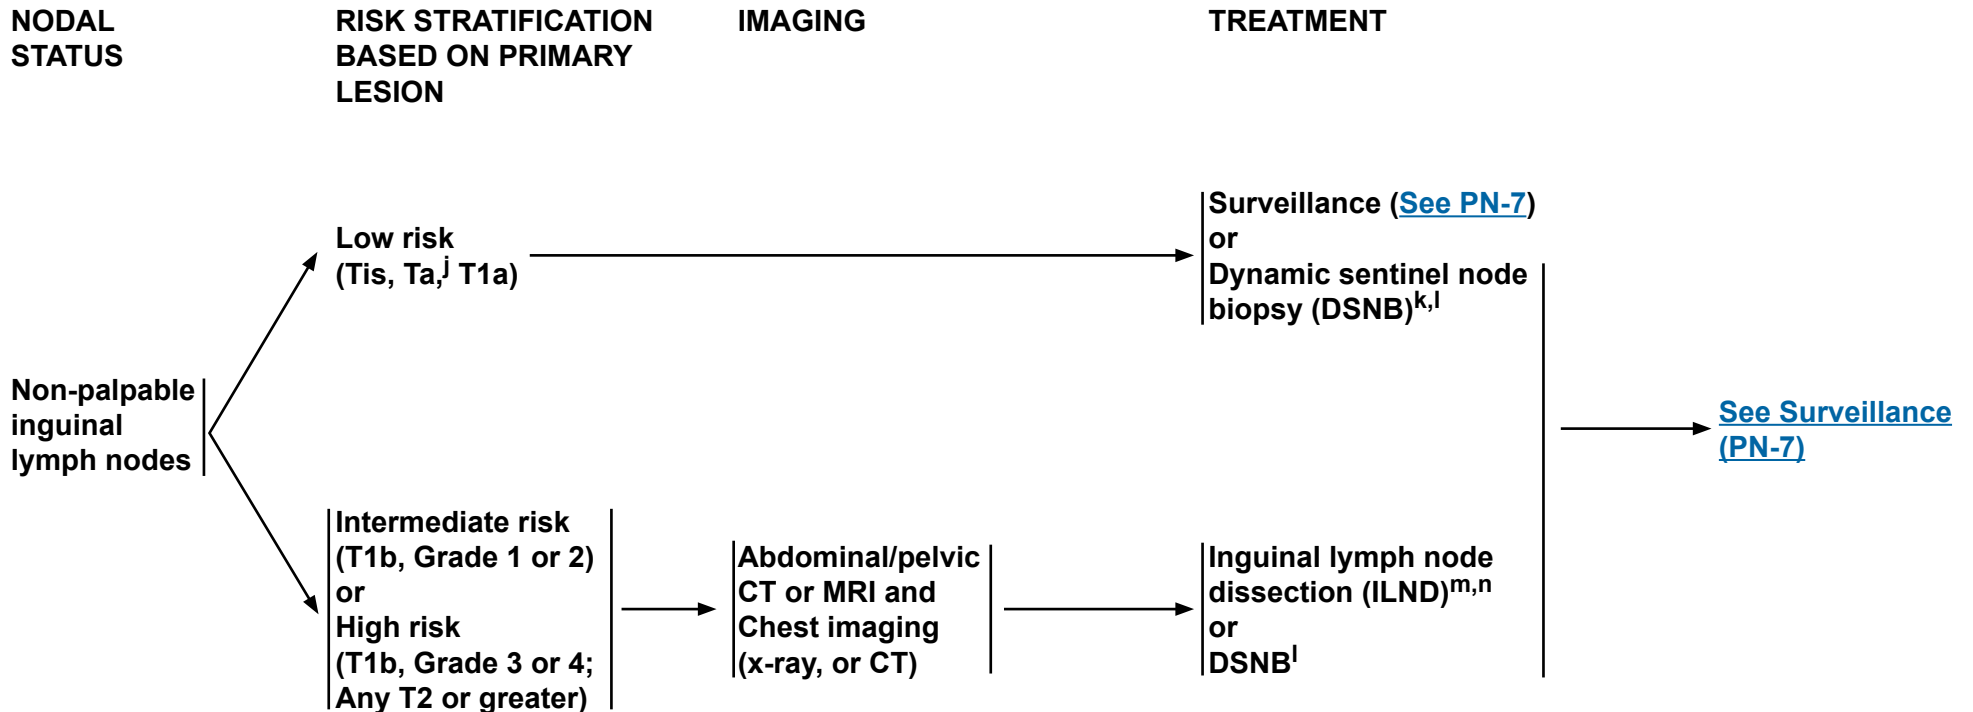 NODAL
STATUS
RISK STRATIFICATION
BASED ON PRIMARY
LESION
IMAGING
TREATMENT
Non-palpable
inguinal
lymph nodes
Low risk
(Tis, Ta,j T1a)
Surveillance (See PN-7)
or
Dynamic sentinel node
biopsy (DSNB)k,l
Intermediate risk
(T1b, Grade 1 or 2)
or
High risk
(T1b, Grade 3 or 4;
Any T2 or greater)
Abdominal/pelvic
CT or MRI and
Chest imaging
(x-ray, or CT)
Inguinal lymph node
dissection (ILND)m,n
or
DSNBl
See Surveillance
(PN-7)